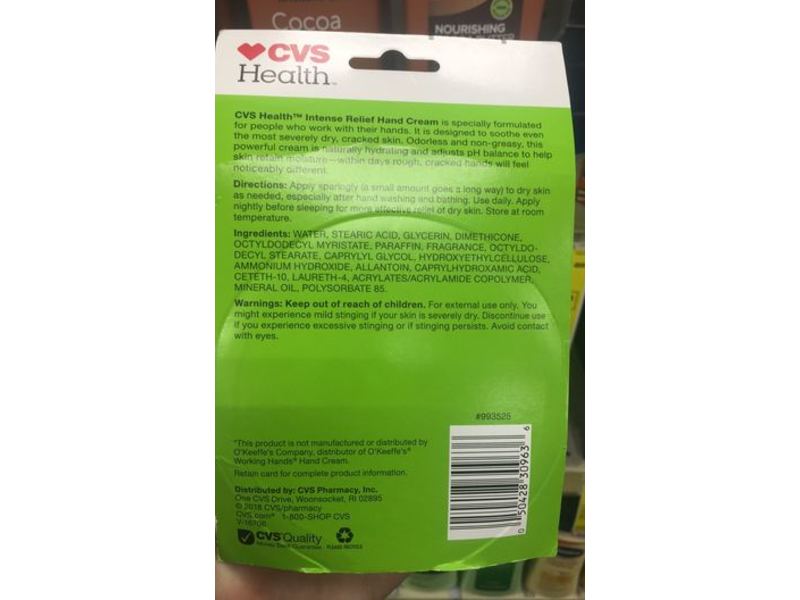 Cocoa
NOURISHING
CVS
Health™
CVS Health™ Intense Relief Hand Cream is specially formulated
for people who work with their hands. It is designed to soothe even
the most severely dry, cracked skin. Odorless and non-greasy, this
powerful cream is naturally hydrating and adjusts pH balance to help
skin retain moisture—within days rough, cracked hands will feel
noticeably different.
Directions: Apply sparingly (a small amount goes a long way) to dry skin
as needed, especially after hand washing and bathing. Use daily. Apply
nightly before sleeping for more effective relief of dry skin. Store at room
temperature.
Ingredients: WATER, STEARIC ACID, GLYCERIN, DIMETHICONE,
OCTYLDODECYL MYRISTATE, PARAFFIN, FRAGRANCE, OCTYLDO-
DECYL STEARATE, CAPRYLYL GLYCOL, HYDROXYETHYLCELLULOSE,
AMMONIUM HYDROXIDE, ALLANTOIN, CAPRYLHYDROXAMIC ACID,
CETETH-10, LAURETH-4, ACRYLATES/ACRYLAMIDE COPOLYMER,
MINERAL OIL, POLYSORBATE 85.
Warnings: Keep out of reach of children. For external use only. You
might experience mild stinging if your skin is severely dry. Discontinue use
if you experience excessive stinging or if stinging persists. Avoid contact
with eyes.
#993525
*This product is not manufactured or distributed by
O'Keeffe's Company, distributor of O'Keeffe's®
Working Hands® Hand Cream.
Retain card for complete product information.
Distributed by: CVS Pharmacy, Inc.
One CVS Drive, Woonsocket, RI 02895
© 2016 CVS/pharmacy
CVS.com® 1-800-SHOP CVS
V-16706
CVS Quality
Money Back Guarantee
PLEASE RECYCLE
0 50428 30963 6